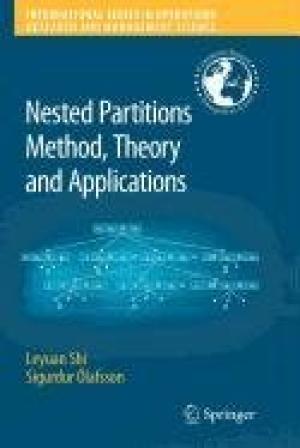 INTERNATIONAL SERIES IN OPERATIONS
RESEARCH AND MANAGEMENT SCIENCE
Nested Partitions
Method, Theory
and Applications
Leyuan Shi
Sigurdur Ólafsson
Springer